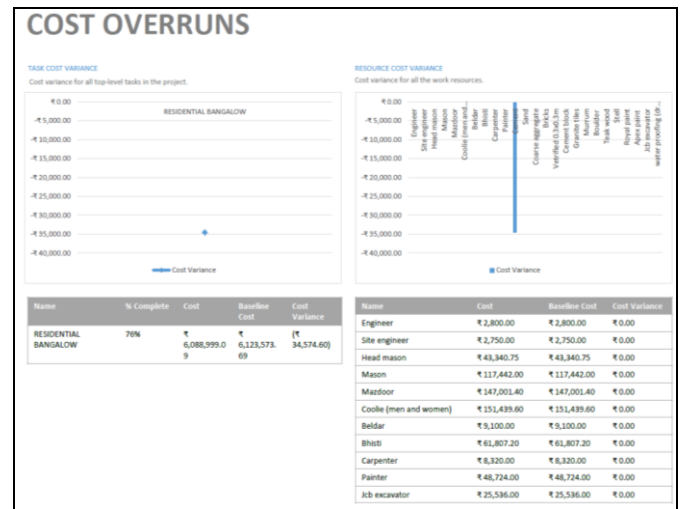 COST OVERRUNS
TASK COST VARIANCE
Cost variance for all top-level tasks in the project.
₹ 0.00
RESIDENTIAL BANGALOW
-₹ 5,000.00
-₹ 10,000.00
-₹ 15,000.00
-₹ 20,000.00
-₹ 25,000.00
-₹ 30,000.00
-₹ 35,000.00
-₹ 40,000.00
Cost Variance
RESOURCE COST VARIANCE
Cost variance for all the work resources.
₹ 0.00
-₹ 5,000.00
-₹ 10,000.00
-₹ 15,000.00
-₹ 20,000.00
-₹ 25,000.00
-₹ 30,000.00
-₹ 35,000.00
-₹ 40,000.00
Engineer
Site engineer
Head mason
Mason
Mazdoor
Coolie (men and...
Beldar
Bhisti
Carpenter
Painter
Sand
Coarse aggregate
Bricks
Vetrified 0.3x0.3m
Cement block
Granite tiles
Murrum
Boulder
Teak wood
Royal paint
Apex paint
Jcb excavator
water proofing (dr...
Cost Variance
Name % Complete Cost Baseline Cost Cost Variance
RESIDENTIAL BANGALOW 76% ₹ 6,088,999.09 ₹ 6,123,573.69 (₹ 34,574.60)
Name Cost Baseline Cost Cost Variance
Engineer ₹ 2,800.00 ₹ 2,800.00 ₹ 0.00
Site engineer ₹ 2,750.00 ₹ 2,750.00 ₹ 0.00
Head mason ₹ 43,340.75 ₹ 43,340.75 ₹ 0.00
Mason ₹ 117,442.00 ₹ 117,442.00 ₹ 0.00
Mazdoor ₹ 147,001.40 ₹ 147,001.40 ₹ 0.00
Coolie (men and women) ₹ 151,439.60 ₹ 151,439.60 ₹ 0.00
Beldar ₹ 9,100.00 ₹ 9,100.00 ₹ 0.00
Bhisti ₹ 61,807.20 ₹ 61,807.20 ₹ 0.00
Carpenter ₹ 8,320.00 ₹ 8,320.00 ₹ 0.00
Painter ₹ 48,724.00 ₹ 48,724.00 ₹ 0.00
Jcb excavator ₹ 25,536.00 ₹ 25,536.00 ₹ 0.00